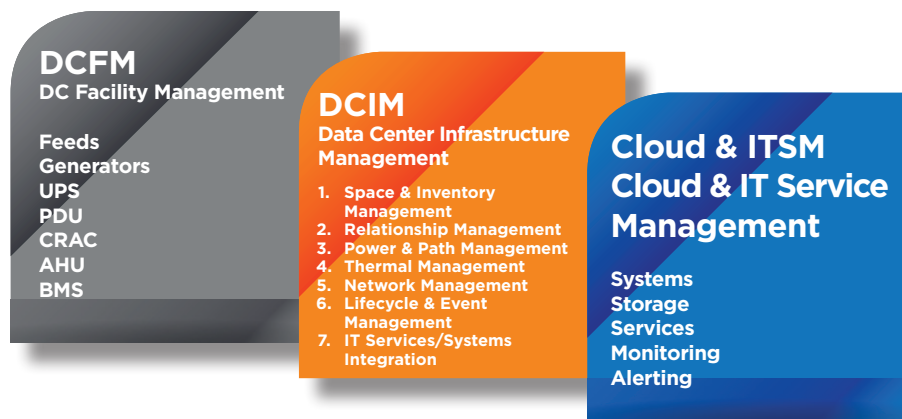 DCFM
DC Facility Management
Feeds
Generators
UPS
PDU
CRAC
AHU
BMS
DCIM
Data Center Infrastructure
Management
1. Space & Inventory
Management
2. Relationship Management
3. Power & Path Management
4. Thermal Management
5. Network Management
6. Lifecycle & Event
Management
7. IT Services/Systems
Integration
Cloud & ITSM
Cloud & IT Service
Management
Systems
Storage
Services
Monitoring
Alerting